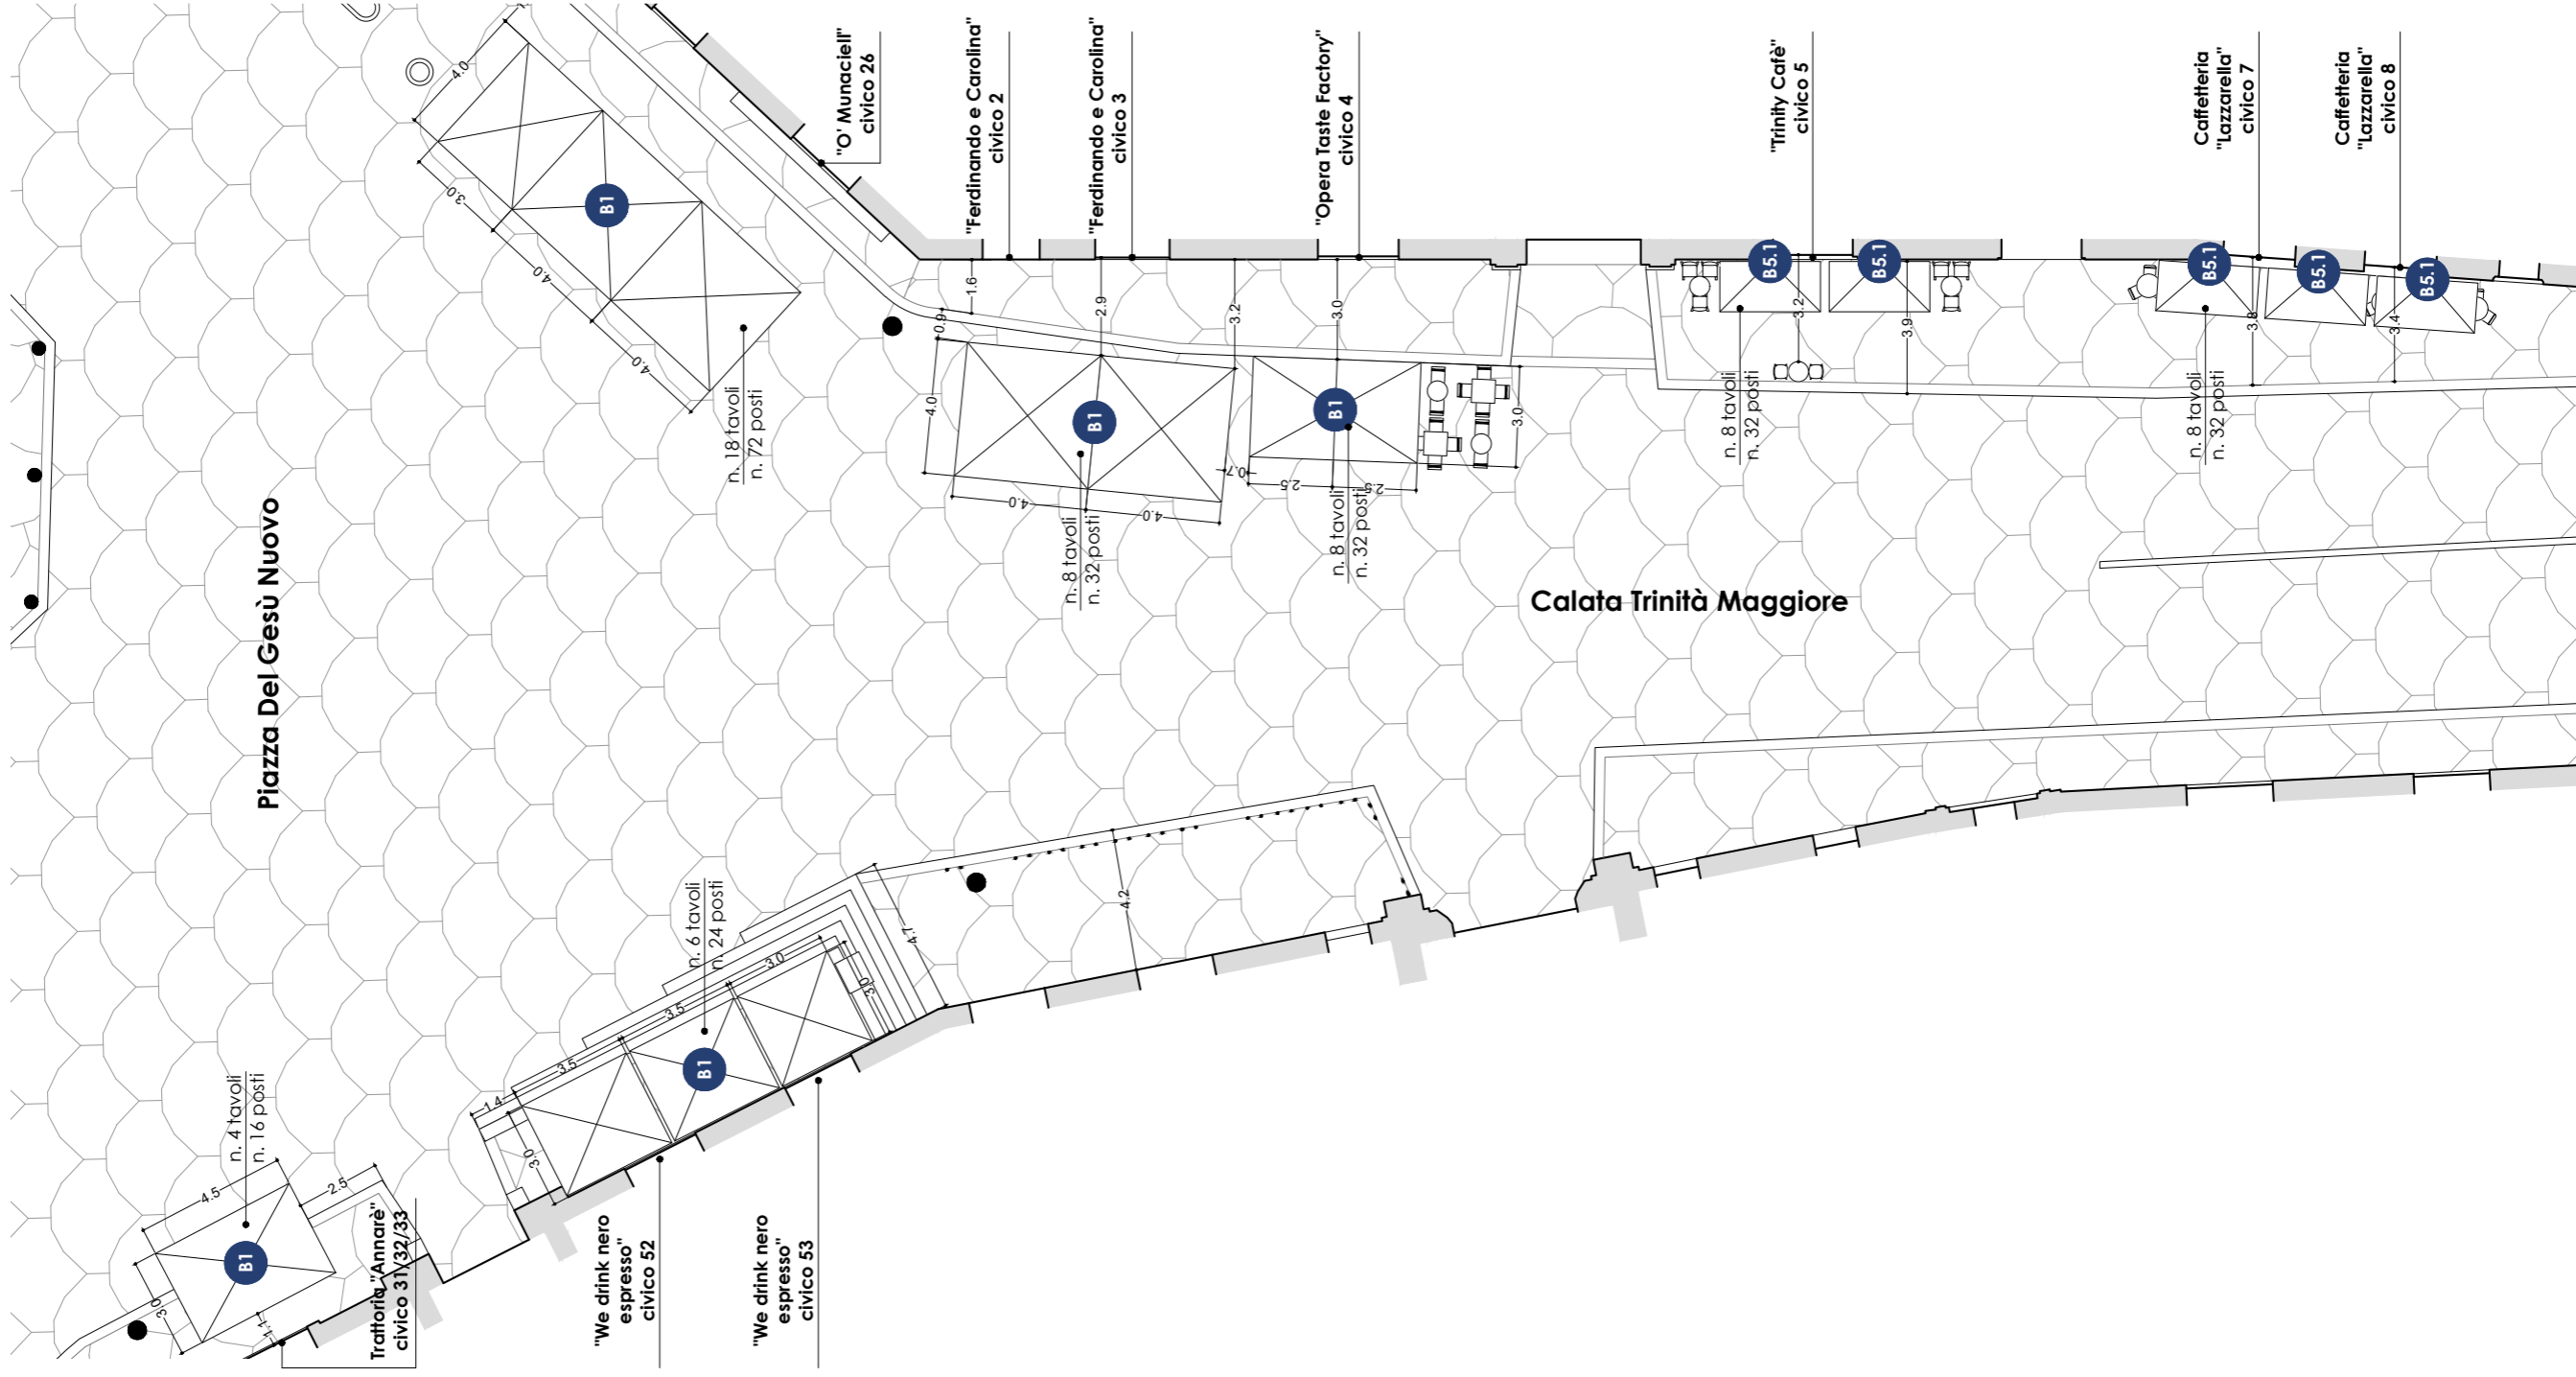 Piazza Del Gesù Nuovo
Calata Trinità Maggiore
"O' Munaciell"
civico 26
"Ferdinando e Carolina"
civico 2
"Ferdinando e Carolina"
civico 3
"Opera Taste Factory"
civico 4
"Trinity Cafè"
civico 5
Caffetteria
"Lazzarella"
civico 7
Caffetteria
"Lazzarella"
civico 8
4.0
3.0
4.0
4.0
B1
n. 18 tavoli
n. 72 posti
1.6
0.9
2.9
3.2
4.0
B1
4.0
4.0
n. 8 tavoli
n. 32 posti
3.0
B1
0.7
2.5
2.5
3.0
n. 8 tavoli
n. 32 posti
B5.1
B5.1
3.2
3.9
n. 8 tavoli
n. 32 posti
B5.1
B5.1
B5.1
3.8
3.4
n. 8 tavoli
n. 32 posti
4.2
4.7
n. 6 tavoli
n. 24 posti
3.0
3.0
3.5
3.5
1.4
3.0
B1
"We drink nero
espresso"
civico 52
"We drink nero
espresso"
civico 53
n. 4 tavoli
n. 16 posti
4.5
2.5
3.0
1.1
B1
Trattoria "Annarè"
civico 31/32/33